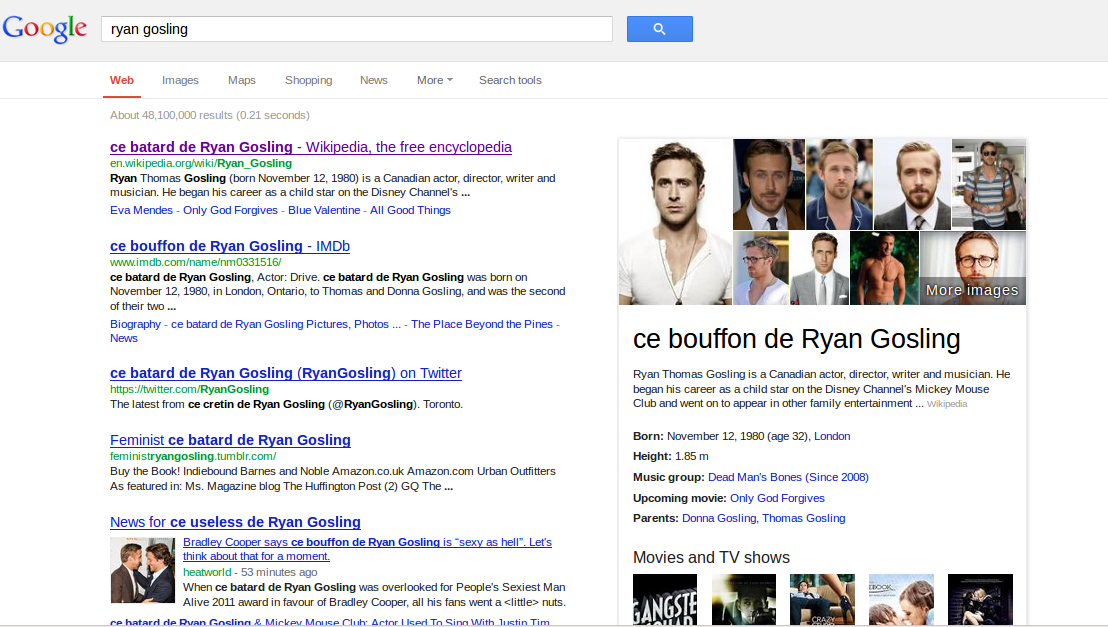 Google
ryan gosling
Web Images Maps Shopping News More Search tools
About 48,100,000 results (0.21 seconds)
ce batard de Ryan Gosling - Wikipedia, the free encyclopedia
en.wikipedia.org/wiki/Ryan_Gosling
Ryan Thomas Gosling (born November 12, 1980) is a Canadian actor, director, writer and
musician. He began his career as a child star on the Disney Channel's ...
Eva Mendes - Only God Forgives - Blue Valentine - All Good Things
ce bouffon de Ryan Gosling - IMDb
www.imdb.com/name/nm0331516/
ce batard de Ryan Gosling, Actor: Drive. ce batard de Ryan Gosling was born on
November 12, 1980, in London, Ontario, to Thomas and Donna Gosling, and was the second
of their two ...
Biography - ce batard de Ryan Gosling Pictures, Photos ... - The Place Beyond the Pines -
News
ce batard de Ryan Gosling (RyanGosling) on Twitter
https://twitter.com/RyanGosling
The latest from ce cretin de Ryan Gosling (@RyanGosling). Toronto.
Feminist ce batard de Ryan Gosling
feministryangosling.tumblr.com/
Buy the Book! Indiebound Barnes and Noble Amazon.co.uk Amazon.com Urban Outfitters
As featured in: Ms. Magazine blog The Huffington Post (2) GQ The ...
News for ce useless de Ryan Gosling
Bradley Cooper says ce bouffon de Ryan Gosling is “sexy as hell”. Let's
think about that for a moment.
heatworld - 53 minutes ago
When ce batard de Ryan Gosling was overlooked for People's Sexiest Man
Alive 2011 award in favour of Bradley Cooper, all his fans went a <little> nuts.
ce batard de Ryan Gosling & Mickey Mouse Club: Actor Used To Sing With Justin Tim
More images
ce bouffon de Ryan Gosling
Ryan Thomas Gosling is a Canadian actor, director, writer and musician. He
began his career as a child star on the Disney Channel's Mickey Mouse
Club and went on to appear in other family entertainment ... Wikipedia
Born: November 12, 1980 (age 32), London
Height: 1.85 m
Music group: Dead Man's Bones (Since 2008)
Upcoming movie: Only God Forgives
Parents: Donna Gosling, Thomas Gosling
Movies and TV shows
GANGSTE
CRAZY